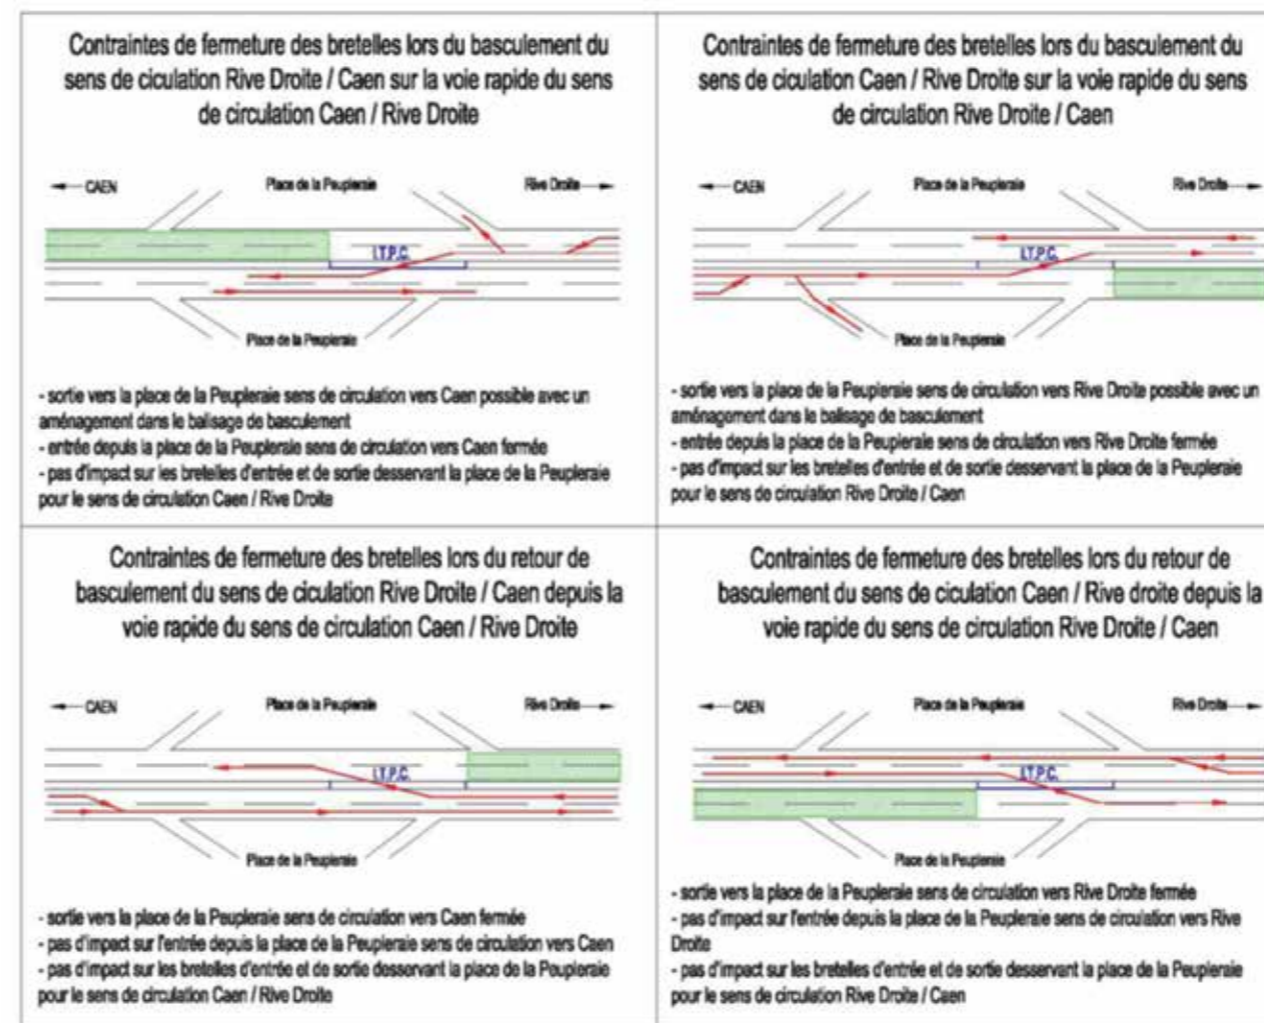 Contraintes de fermeture des bretelles lors du basculement du
sens de ciculation Rive Droite / Caen sur la voie rapide du sens
de circulation Caen / Rive Droite
CAEN
Place de la Peupleraie
Rive Droite
I.T.P.C.
Place de la Peupleraie
- sortie vers la place de la Peupleraie sens de circulation vers Caen possible avec un
aménagement dans le balisage de basculement
- entrée depuis la place de la Peupleraie sens de circulation vers Caen fermée
- pas d'impact sur les bretelles d'entrée et de sortie desservant la place de la Peupleraie
pour le sens de circulation Caen / Rive Droite
Contraintes de fermeture des bretelles lors du basculement du
sens de ciculation Caen / Rive Droite sur la voie rapide du sens
de circulation Rive Droite / Caen
CAEN
Place de la Peupleraie
Rive Droite
I.T.P.C.
Place de la Peupleraie
- sortie vers la place de la Peupleraie sens de circulation vers Rive Droite possible avec un
aménagement dans le balisage de basculement
- entrée depuis la place de la Peupleraie sens de circulation vers Rive Droite fermée
- pas d'impact sur les bretelles d'entrée et de sortie desservant la place de la Peupleraie
pour le sens de circulation Rive Droite / Caen
Contraintes de fermeture des bretelles lors du retour de
basculement du sens de ciculation Rive Droite / Caen depuis la
voie rapide du sens de circulation Caen / Rive Droite
CAEN
Place de la Peupleraie
Rive Droite
I.T.P.C.
Place de la Peupleraie
- sortie vers la place de la Peupleraie sens de circulation vers Caen fermée
- pas d'impact sur l'entrée depuis la place de la Peupleraie sens de circulation vers Caen
- pas d'impact sur les bretelles d'entrée et de sortie desservant la place de la Peupleraie
pour le sens de circulation Caen / Rive Droite
Contraintes de fermeture des bretelles lors du retour de
basculement du sens de ciculation Caen / Rive droite depuis la
voie rapide du sens de circulation Rive Droite / Caen
CAEN
Place de la Peupleraie
Rive Droite
I.T.P.C.
Place de la Peupleraie
- sortie vers la place de la Peupleraie sens de circulation vers Rive Droite fermée
- pas d'impact sur l'entrée depuis la place de la Peupleraie sens de circulation vers Rive
Droite
- pas d'impact sur les bretelles d'entrée et de sortie desservant la place de la Peupleraie
pour le sens de circulation Rive Droite / Caen